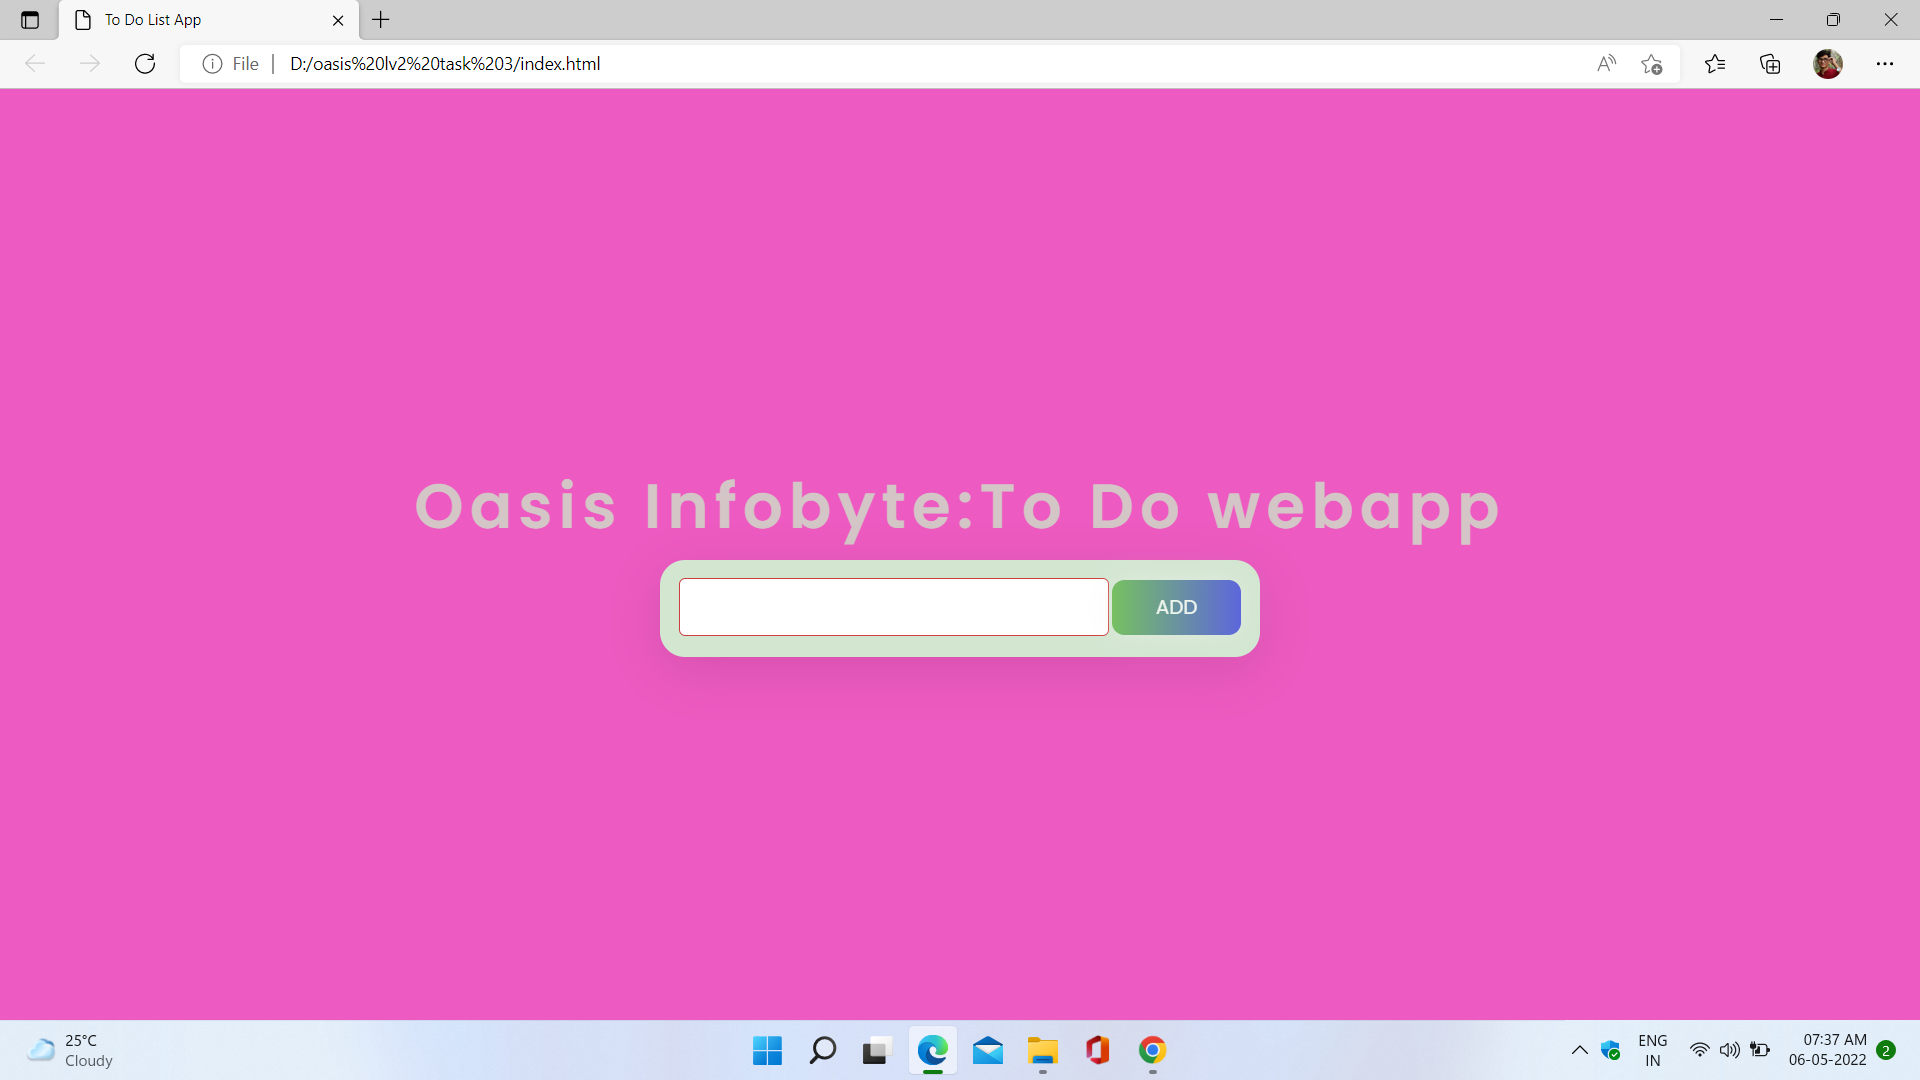 To Do List App
File
D:/oasis%20lv2%20task%203/index.html
Oasis Infobyte:To Do webapp
ADD
25°C
Cloudy
ENG
IN
07:37 AM
06-05-2022
2